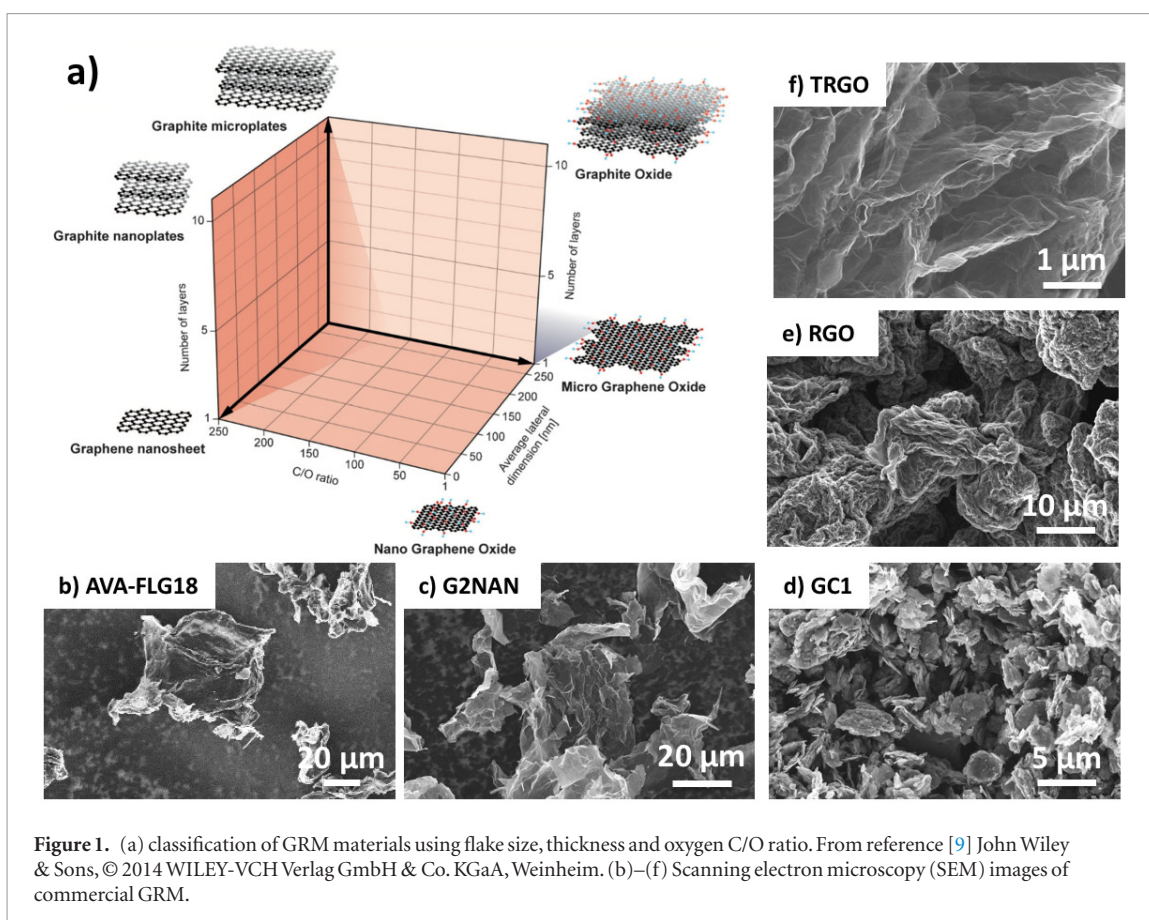 a)
Graphite microplates
Graphite nanoplates
Graphene nanosheet
Graphite Oxide
Micro Graphene Oxide
Nano Graphene Oxide
Number of layers
10
5
1
250
200
150
100
50
1
C/O ratio
0
50
100
150
200
250
Average lateral
dimension [nm]
1
5
10
Number of layers
f) TRGO
1 µm
e) RGO
10 µm
b) AVA-FLG18
20 µm
c) G2NAN
20 µm
d) GC1
5 µm
Figure 1. (a) classification of GRM materials using flake size, thickness and oxygen C/O ratio. From reference [9] John Wiley
& Sons, © 2014 WILEY-VCH Verlag GmbH & Co. KGaA, Weinheim. (b)–(f) Scanning electron microscopy (SEM) images of
commercial GRM.